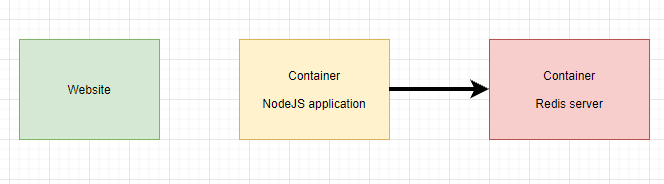 Website
Container
NodeJS application
Container
Redis server